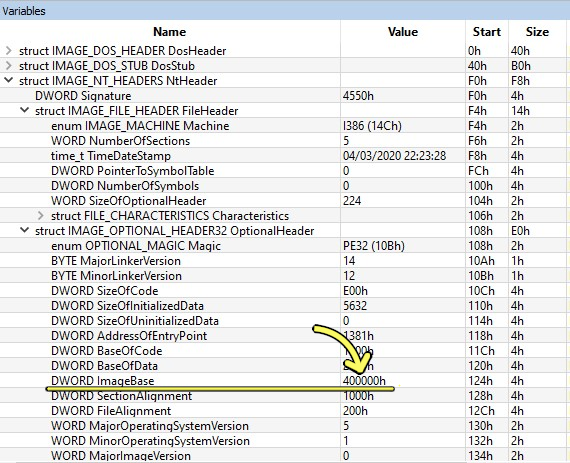 Variables
Name Value Start Size
struct IMAGE_DOS_HEADER DosHeader 0h 40h
struct IMAGE_DOS_STUB DosStub 40h B0h
struct IMAGE_NT_HEADERS NtHeader F0h F8h
DWORD Signature 4550h F0h 4h
struct IMAGE_FILE_HEADER FileHeader F4h 14h
enum IMAGE_MACHINE Machine I386 (14Ch) F4h 2h
WORD NumberOfSections 5 F6h 2h
time_t TimeDateStamp 04/03/2020 22:23:28 F8h 4h
DWORD PointerToSymbolTable 0 FCh 4h
DWORD NumberOfSymbols 0 100h 4h
WORD SizeOfOptionalHeader 224 104h 2h
struct FILE_CHARACTERISTICS Characteristics 106h 2h
struct IMAGE_OPTIONAL_HEADER32 OptionalHeader 108h E0h
enum OPTIONAL_MAGIC Magic PE32 (10Bh) 108h 2h
BYTE MajorLinkerVersion 14 10Ah 1h
BYTE MinorLinkerVersion 12 10Bh 1h
DWORD SizeOfCode E00h 10Ch 4h
DWORD SizeOfInitializedData 5632 110h 4h
DWORD SizeOfUninitializedData 0 114h 4h
DWORD AddressOfEntryPoint 1381h 118h 4h
DWORD BaseOfCode 11Ch 4h
DWORD BaseOfData 120h 4h
DWORD ImageBase 400000h 124h 4h
DWORD SectionAlignment 1000h 128h 4h
DWORD FileAlignment 200h 12Ch 4h
WORD MajorOperatingSystemVersion 5 130h 2h
WORD MinorOperatingSystemVersion 1 132h 2h
WORD MajorImageVersion 0 134h 2h